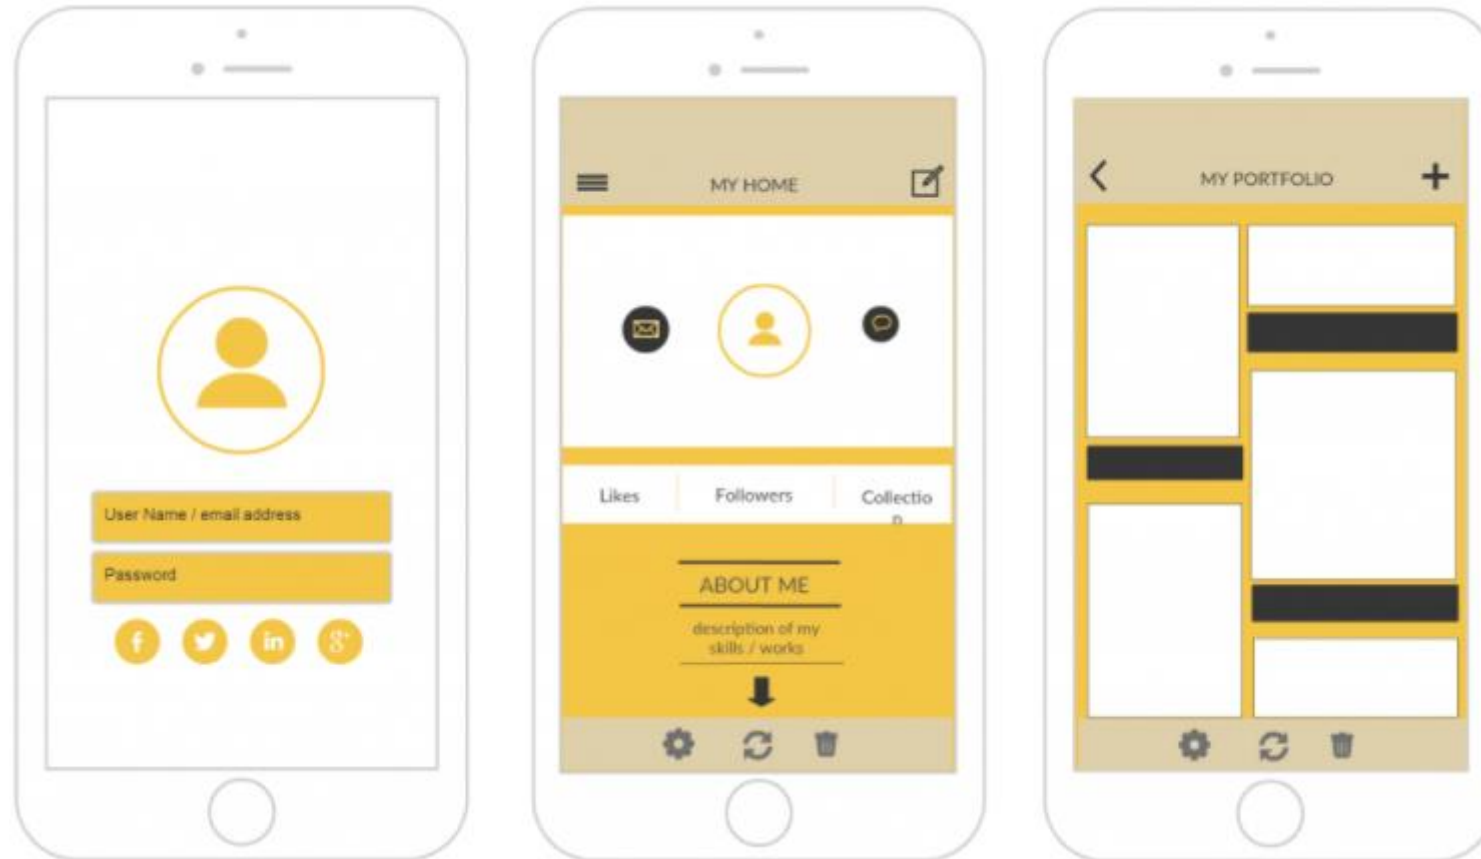 User Name / email address
Password
f
in
g+
MY HOME
Likes
Followers
Collectio
n
ABOUT ME
description of my
skills / works
MY PORTFOLIO